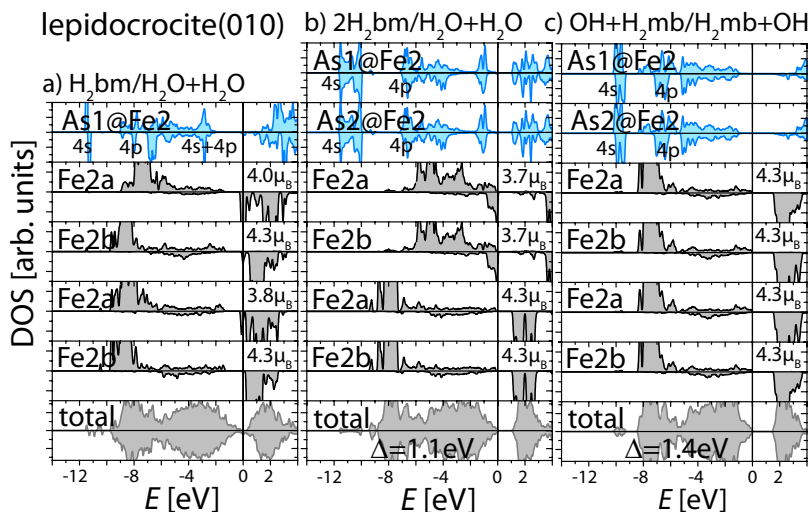 lepidocrocite(010)
b) 2H2bm/H2O+H2O
c) OH+H2mb/H2mb+OH
a) H2bm/H2O+H2O
DOS [arb. units]
As1@Fe2
4s 4p 4s+4p
Fe2a 4.0μB
Fe2b 4.3μB
Fe2a 3.8μB
Fe2b 4.3μB
total
-12 -8 -4 0
E [eV]
As1@Fe2
4s 4p
As2@Fe2
4s 4p
Fe2a 3.7μB
Fe2b 3.7μB
Fe2a 4.3μB
Fe2b 4.3μB
total
Δ=1.1eV
-12 -8 -4 0
E [eV]
As1@Fe2
4s 4p
As2@Fe2
4s 4p
Fe2a 4.3μB
Fe2b 4.3μB
Fe2a 4.3μB
Fe2b 4.3μB
total
Δ=1.4eV
-12 -8 -4 0
E [eV]